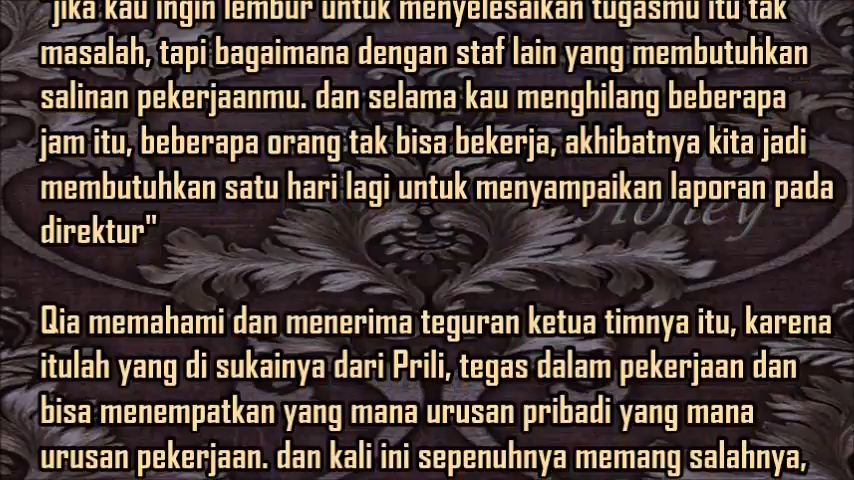 "jika kau ingin lembur untuk menyelesaikan tugasmu itu tak
masalah, tapi bagaimana dengan staf lain yang membutuhkan
salinan pekerjaanmu. dan selama kau menghilang beberapa
jam itu, beberapa orang tak bisa bekerja, akhibatnya kita jadi
membutuhkan satu hari lagi untuk menyampaikan laporan pada
Honey
direktur"
Qia memahami dan menerima teguran ketua timnya itu, karena
itulah yang di sukainya dari Prili, tegas dalam pekerjaan dan
bisa menempatkan yang mana urusan pribadi yang mana
urusan pekerjaan. dan kali ini sepenuhnya memang salahnya,